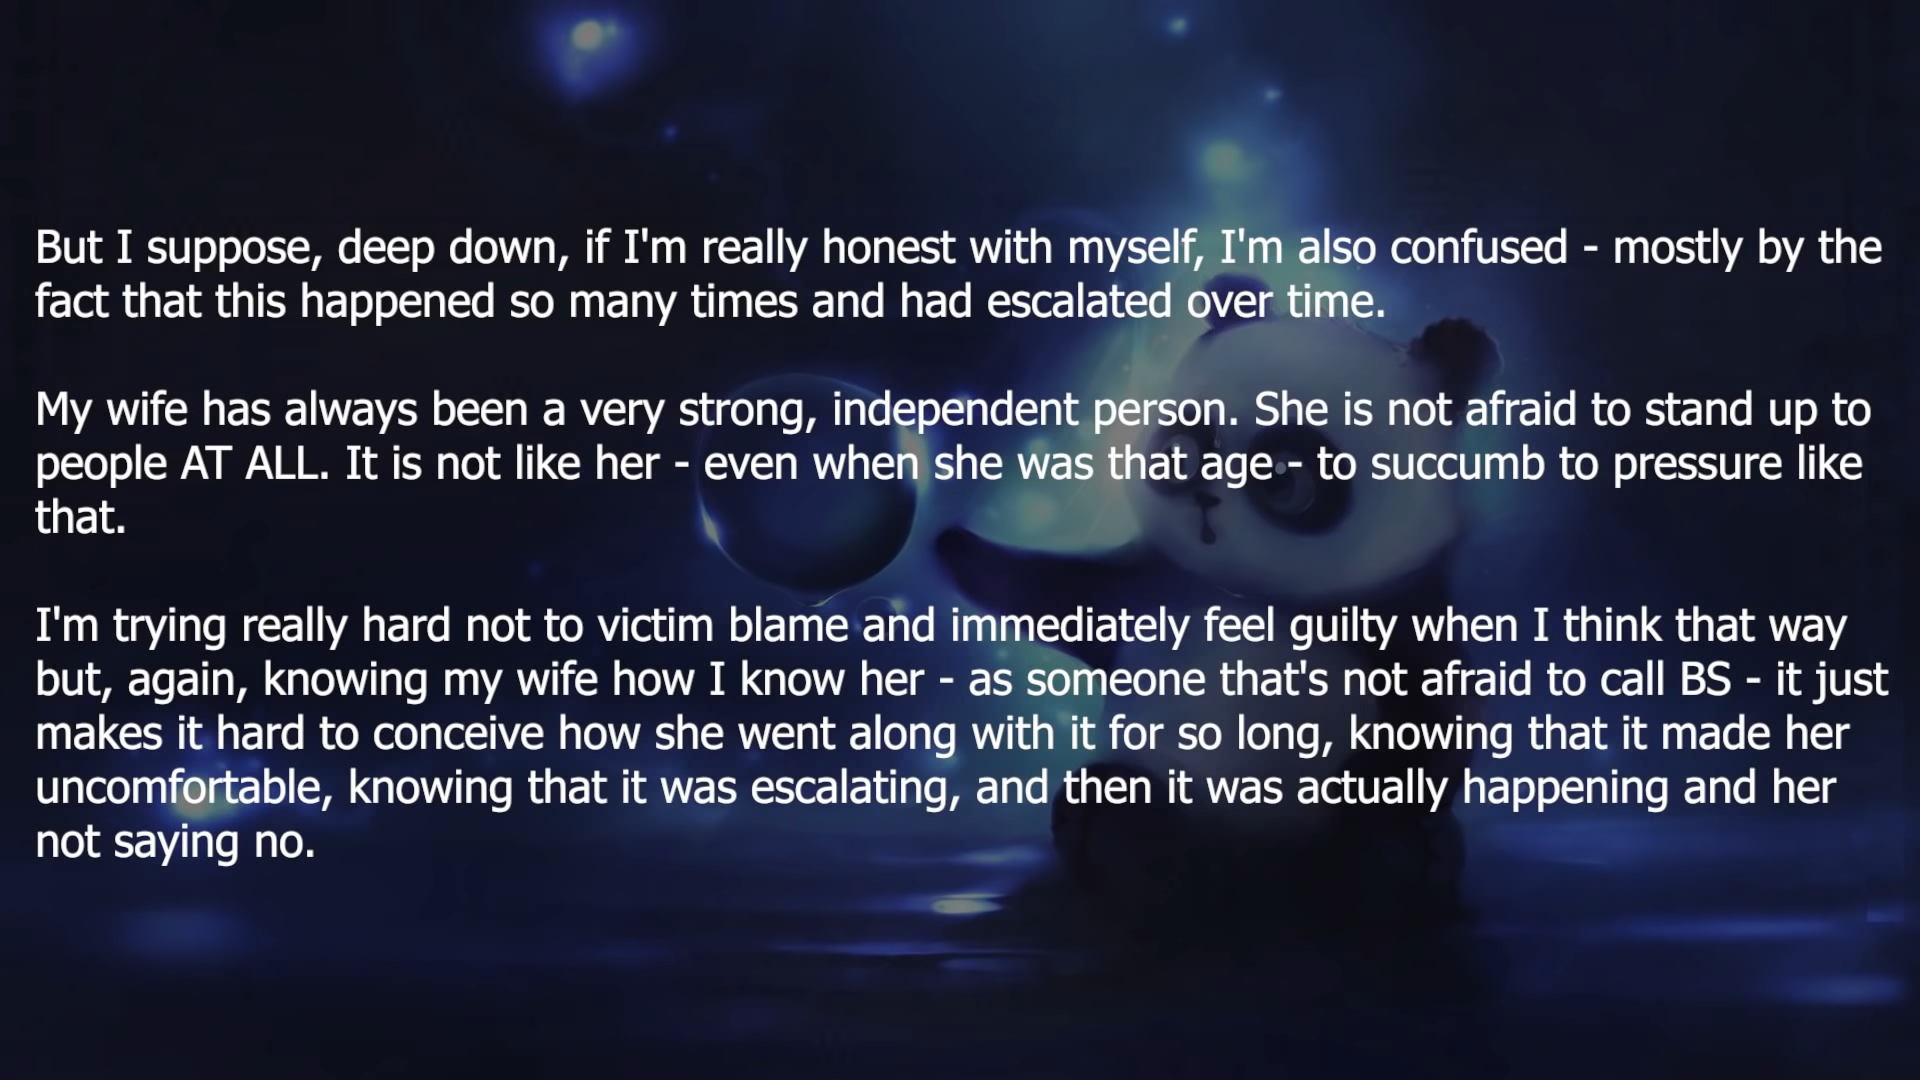 But I suppose, deep down, if I'm really honest with myself, I'm also confused - mostly by the
fact that this happened so many times and had escalated over time.
My wife has always been a very strong, independent person. She is not afraid to stand up to
people AT ALL. It is not like her - even when she was that age - to succumb to pressure like
that.
I'm trying really hard not to victim blame and immediately feel guilty when I think that way
but, again, knowing my wife how I know her - as someone that's not afraid to call BS - it just
makes it hard to conceive how she went along with it for so long, knowing that it made her
uncomfortable, knowing that it was escalating, and then it was actually happening and her
not saying no.